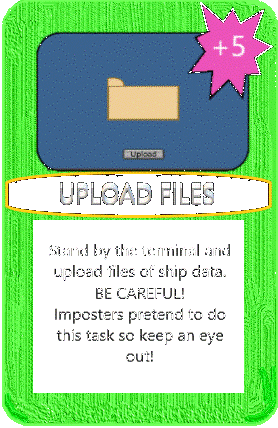 +5
Upload
UPLOAD FILES
Stand by the terminal and
upload files of ship data.
BE CAREFUL!
Imposters pretend to do
this task so keep an eye
out!